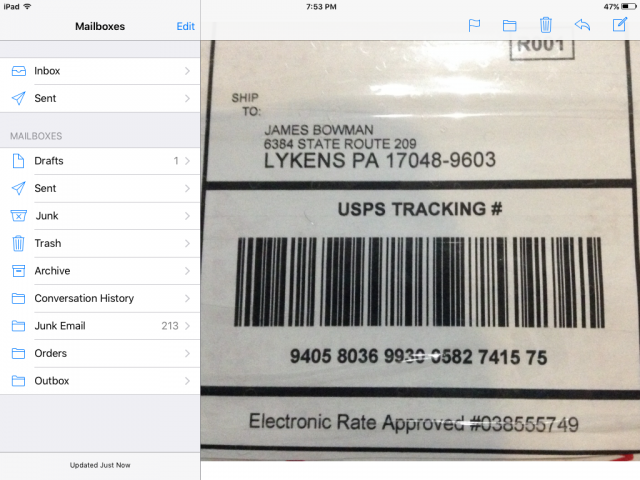 iPad
7:53 PM
47%
Mailboxes
Edit
Inbox
Sent
MAILBOXES
Drafts 1
Sent
Junk
Trash
Archive
Conversation History
Junk Email 213
Orders
Outbox
Updated Just Now
R001
SHIP
TO:
JAMES BOWMAN
6384 STATE ROUTE 209
LYKENS PA 17048-9603
USPS TRACKING #
9405 8036 9930 0582 7415 75
Electronic Rate Approved #038555749